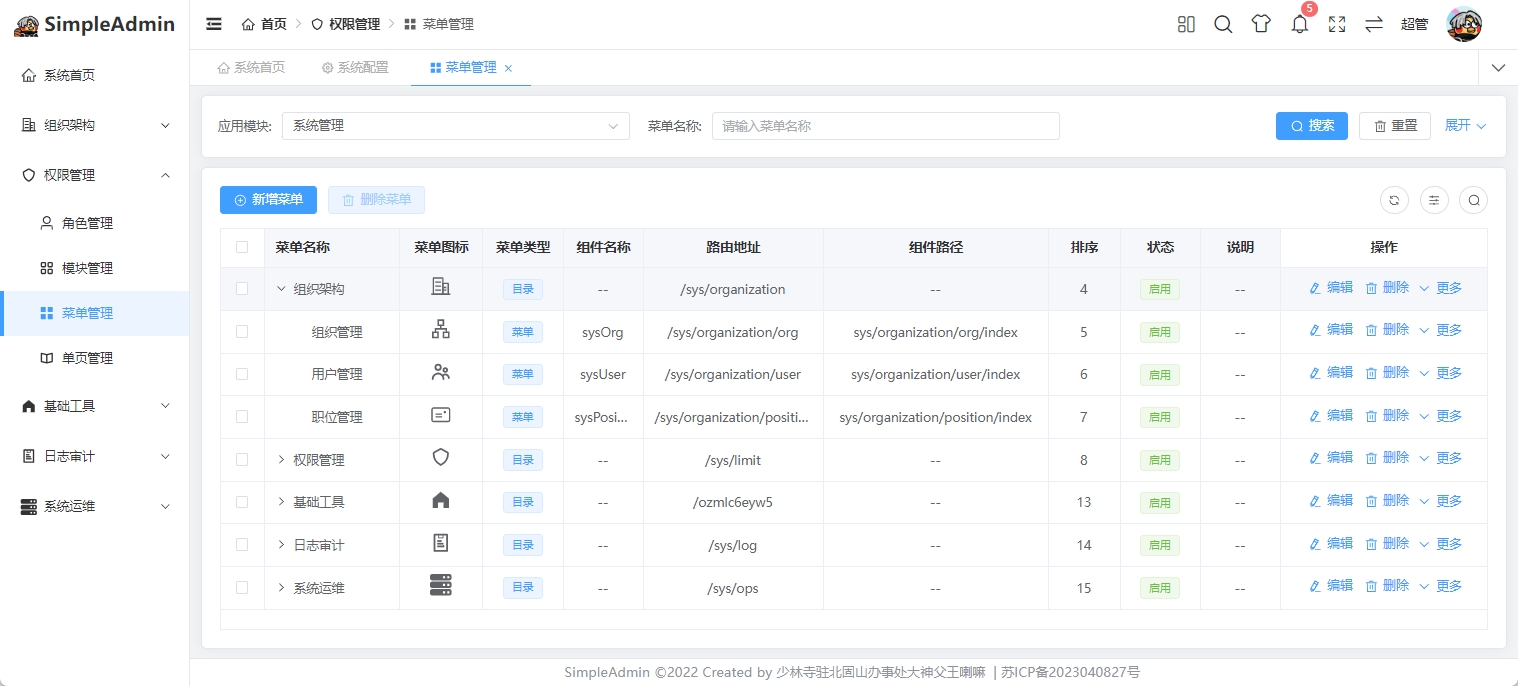 SimpleAdmin
首页 权限管理 菜单管理 5 超管
系统首页 系统配置 菜单管理
系统首页
组织架构
权限管理
角色管理
模块管理
菜单管理
单页管理
基础工具
日志审计
系统运维
应用模块: 系统管理 菜单名称: 请输入菜单名称 搜索 重置 展开
新增菜单 删除菜单
菜单名称 菜单图标 菜单类型 组件名称 路由地址 组件路径 排序 状态 说明 操作
组织架构 目录 -- /sys/organization -- 4 启用 -- 编辑 删除 更多
组织管理 菜单 sysOrg /sys/organization/org sys/organization/org/index 5 启用 -- 编辑 删除 更多
用户管理 菜单 sysUser /sys/organization/user sys/organization/user/index 6 启用 -- 编辑 删除 更多
职位管理 菜单 sysPosi... /sys/organization/positi... sys/organization/position/index 7 启用 -- 编辑 删除 更多
权限管理 目录 -- /sys/limit -- 8 启用 -- 编辑 删除 更多
基础工具 目录 -- /ozmlc6eyw5 -- 13 启用 -- 编辑 删除 更多
日志审计 目录 -- /sys/log -- 14 启用 -- 编辑 删除 更多
系统运维 目录 -- /sys/ops -- 15 启用 -- 编辑 删除 更多
SimpleAdmin ©2022 Created by 少林寺驻北固山办事处大神父王喇嘛 | 苏ICP备2023040827号